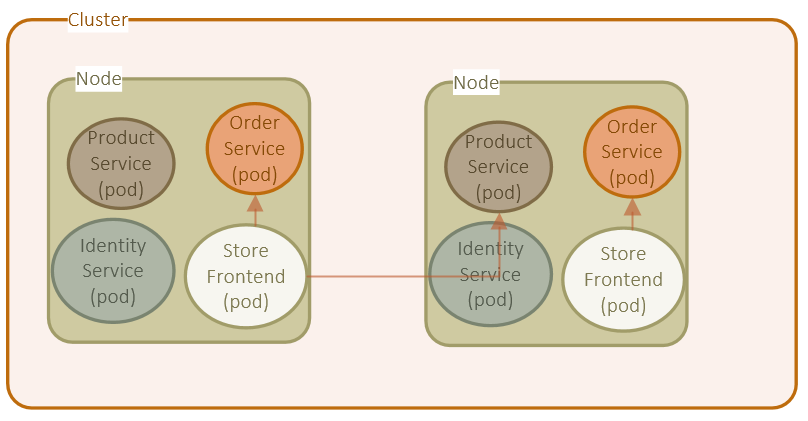 Cluster
Node
Product
Service
(pod)
Order
Service
(pod)
Identity
Service
(pod)
Store
Frontend
(pod)
Node
Product
Service
(pod)
Order
Service
(pod)
Identity
Service
(pod)
Store
Frontend
(pod)